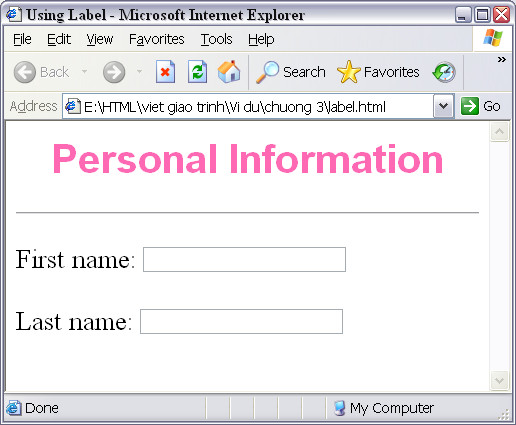 Using Label - Microsoft Internet Explorer
File Edit View Favorites Tools Help
Back Search Favorites
Address E:\HTML\viet giao trinh\Vi du\chuong 3\label.html Go
Personal Information
First name:
Last name:
Done My Computer